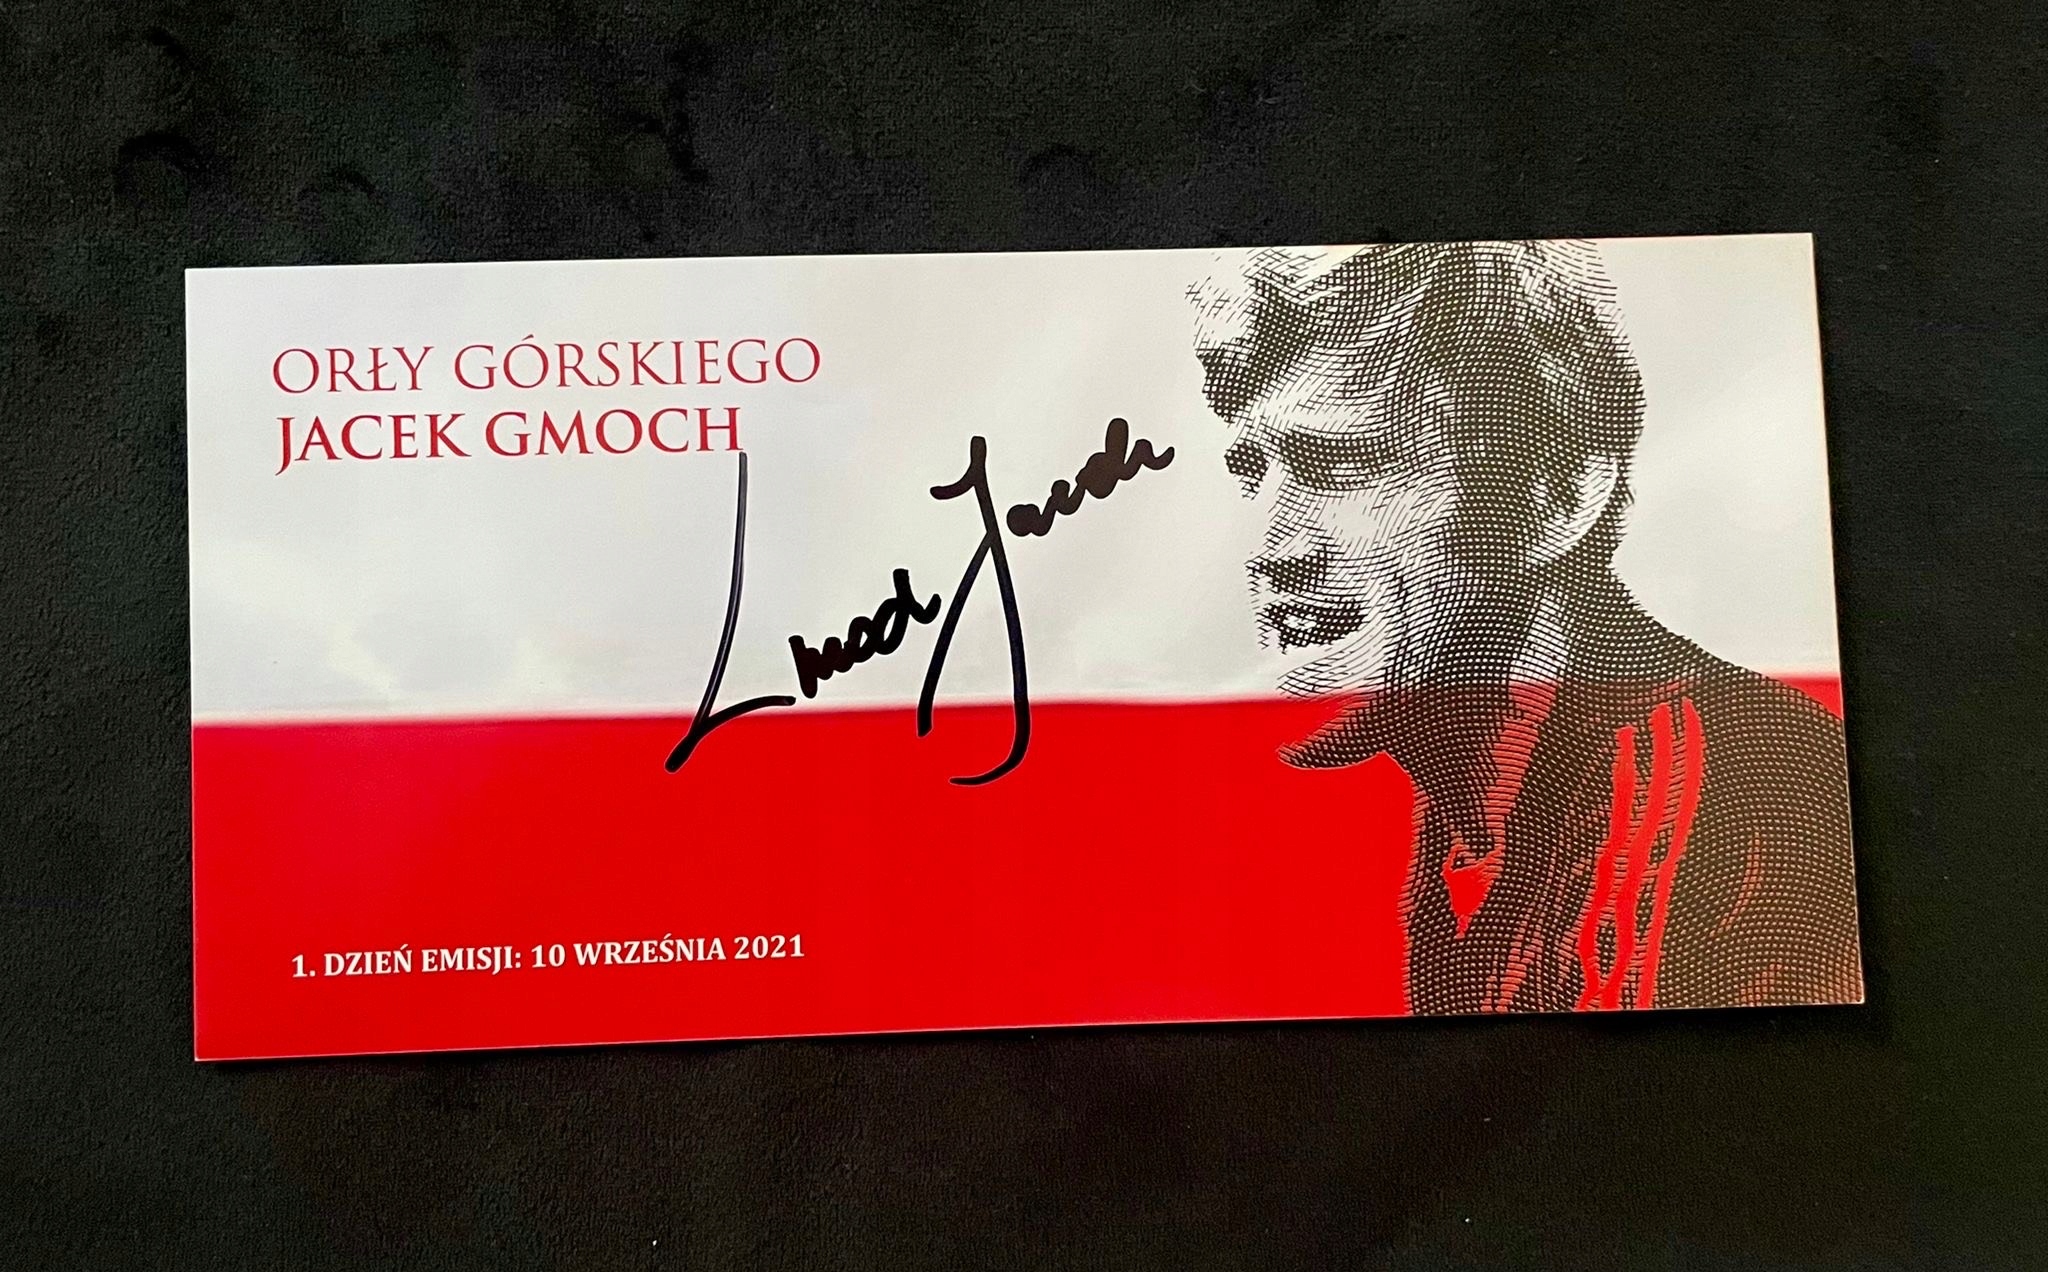 ORŁY GÓRSKIEGO
JACEK GMOCH
1. DZIEŃ EMISJI: 10 WRZEŚNIA 2021